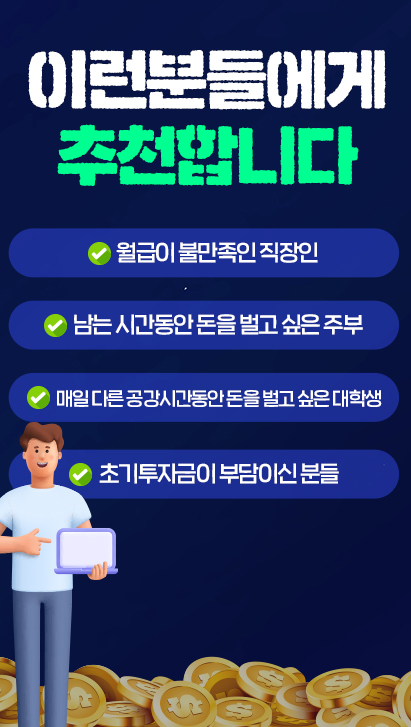 이런분들에게
추천합니다
월급이 불만족인 직장인
남는 시간동안 돈을 벌고 싶은 주부
매일 다른 공강시간동안 돈을 벌고 싶은 대학생
초기투자금이 부담이신 분들